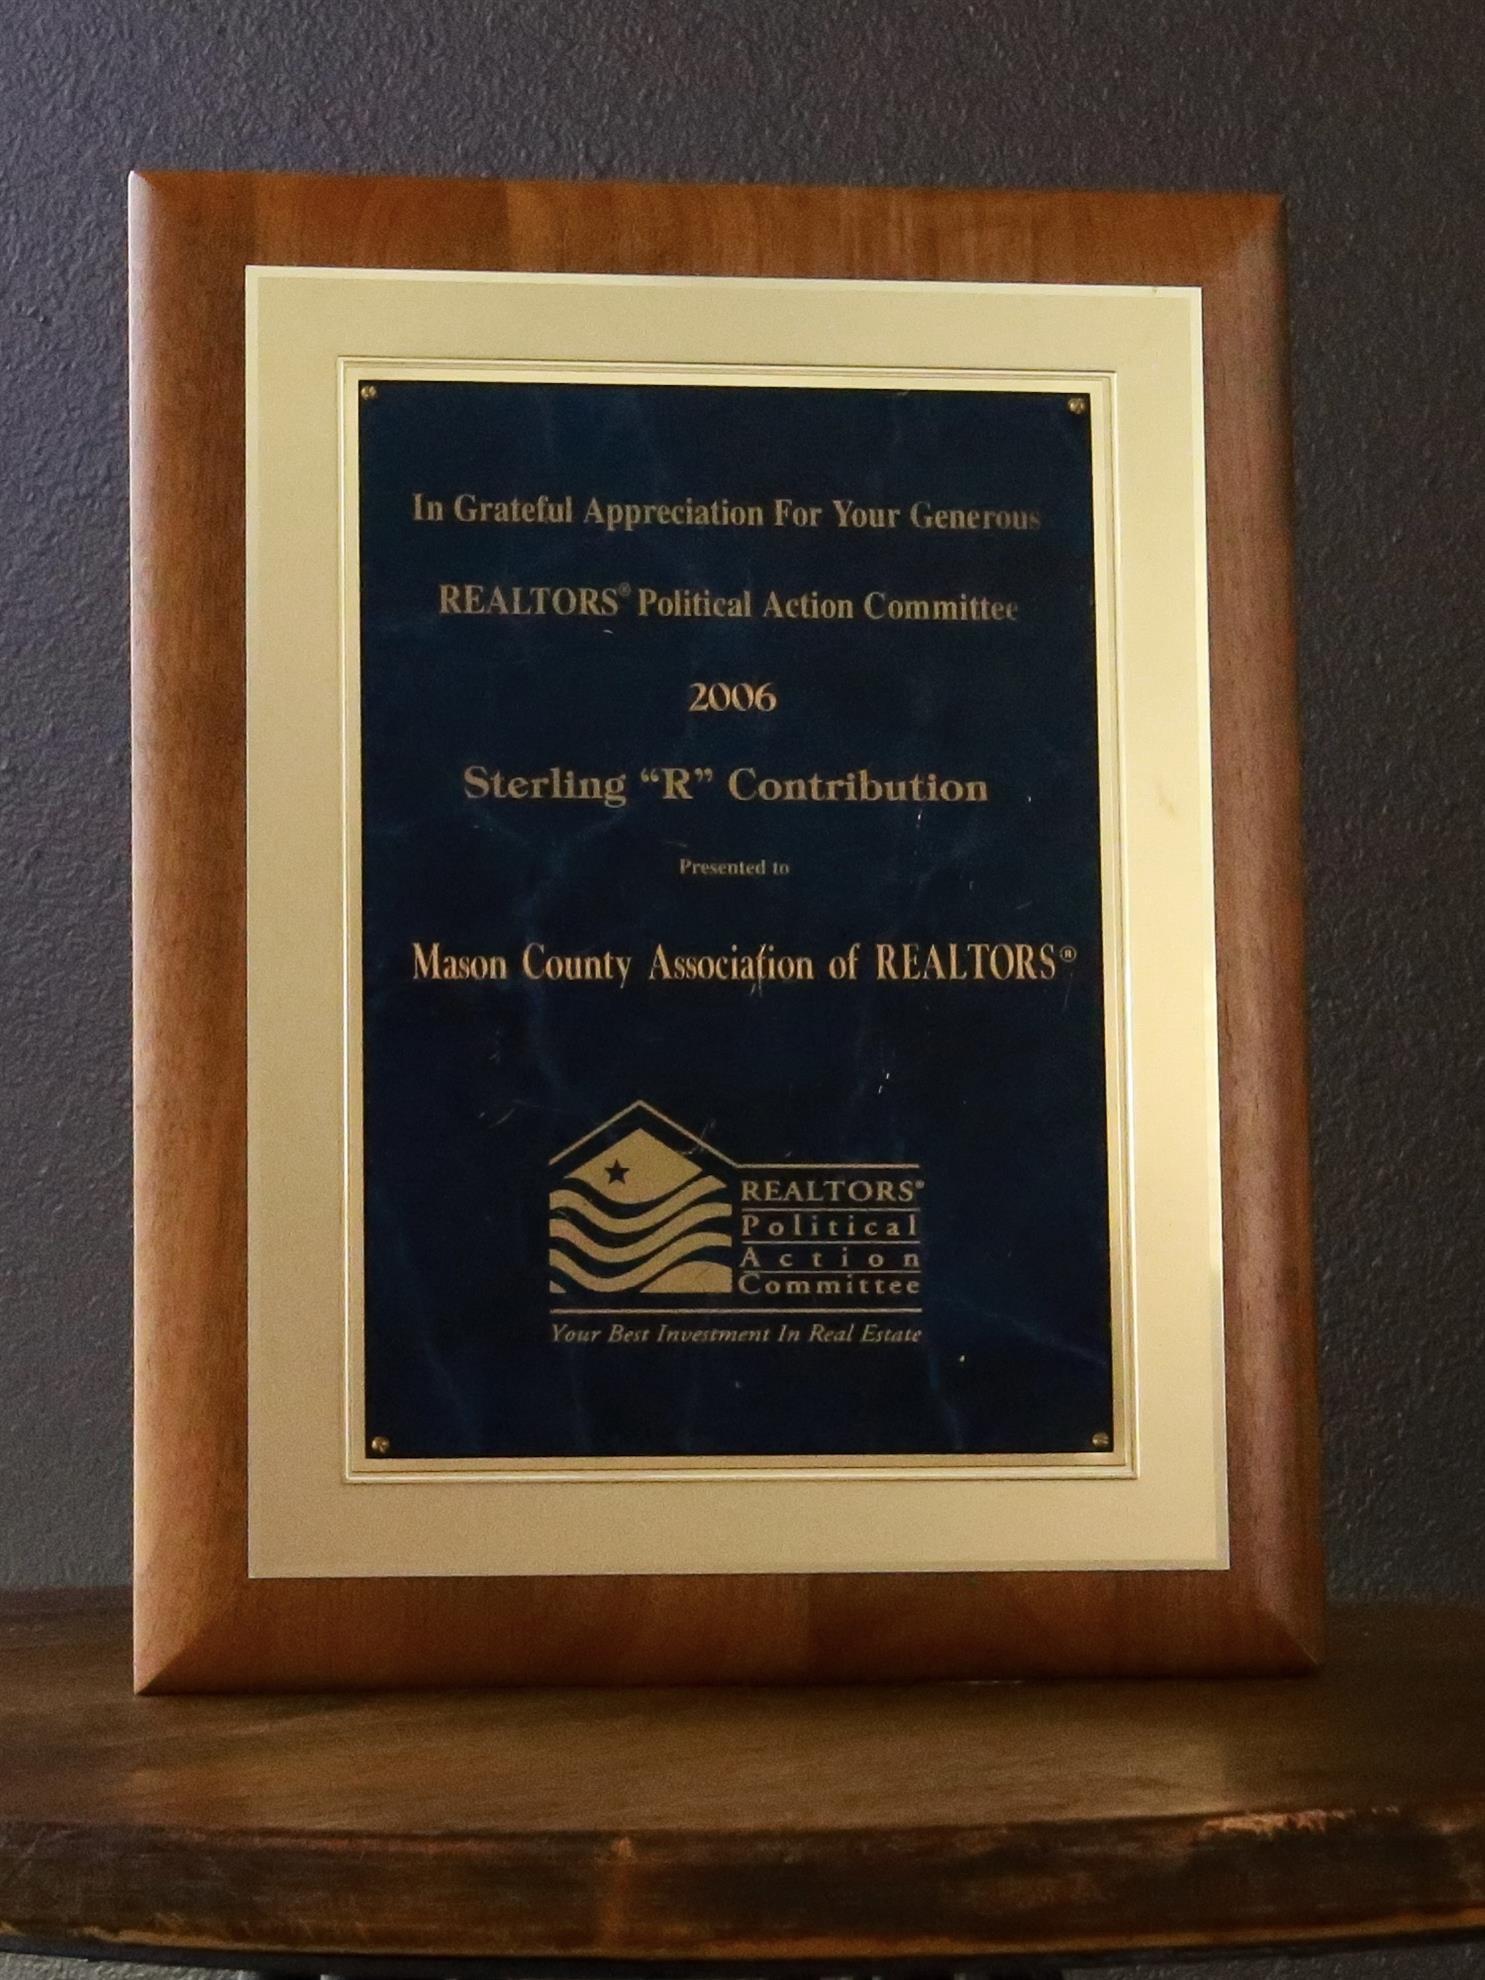 In Grateful Appreciation For Your Generous
REALTORS® Political Action Committee
2006
Sterling “R” Contribution
Presented to
Mason County Association of REALTORS®
REALTORS®
Political
Action
Committee
Your Best Investment In Real Estate